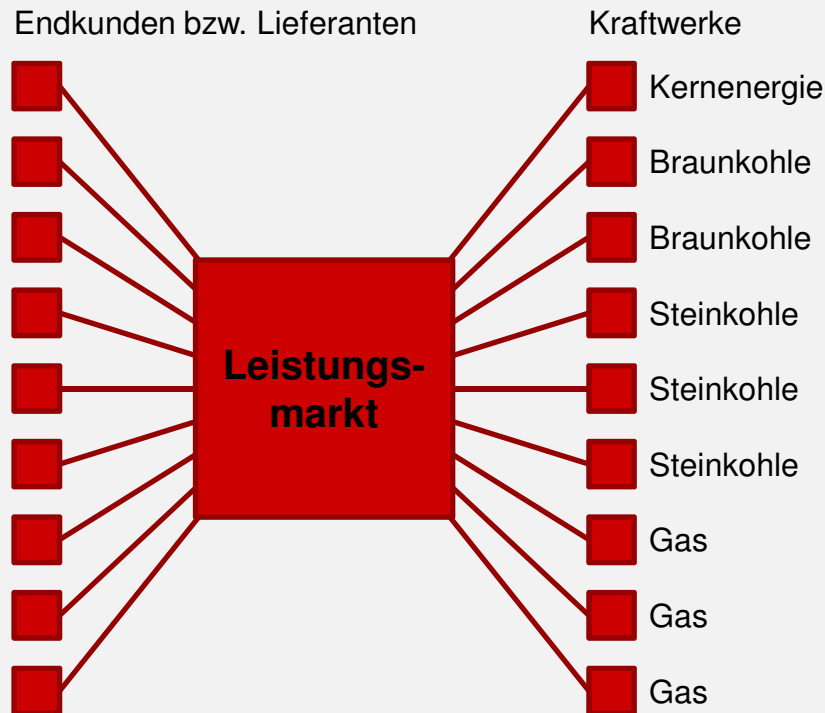 Endkunden bzw. Lieferanten
Kraftwerke
Kernenergie
Braunkohle
Braunkohle
Steinkohle
Leistungs-
markt
Steinkohle
Steinkohle
Gas
Gas
Gas